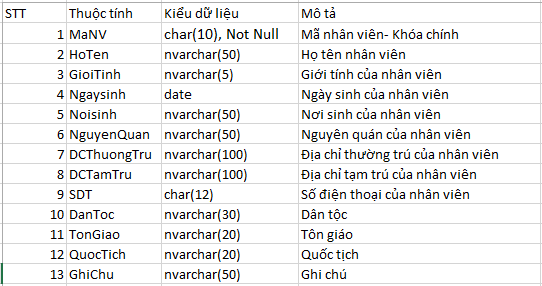 STT Thuộc tính Kiểu dữ liệu Mô tả
1 MaNV char(10), Not Null Mã nhân viên- Khóa chính
2 HoTen nvarchar(50) Họ tên nhân viên
3 GioiTinh nvarchar(5) Giới tính của nhân viên
4 Ngaysinh date Ngày sinh của nhân viên
5 Noisinh nvarchar(50) Nơi sinh của nhân viên
6 NguyenQuan nvarchar(50) Nguyên quán của nhân viên
7 DCThuongTru nvarchar(100) Địa chỉ thường trú của nhân viên
8 DCTamTru nvarchar(100) Địa chỉ tạm trú của nhân viên
9 SDT char(12) Số điện thoại của nhân viên
10 DanToc nvarchar(30) Dân tộc
11 TonGiao nvarchar(20) Tôn giáo
12 QuocTich nvarchar(20) Quốc tịch
13 GhiChu nvarchar(50) Ghi chú